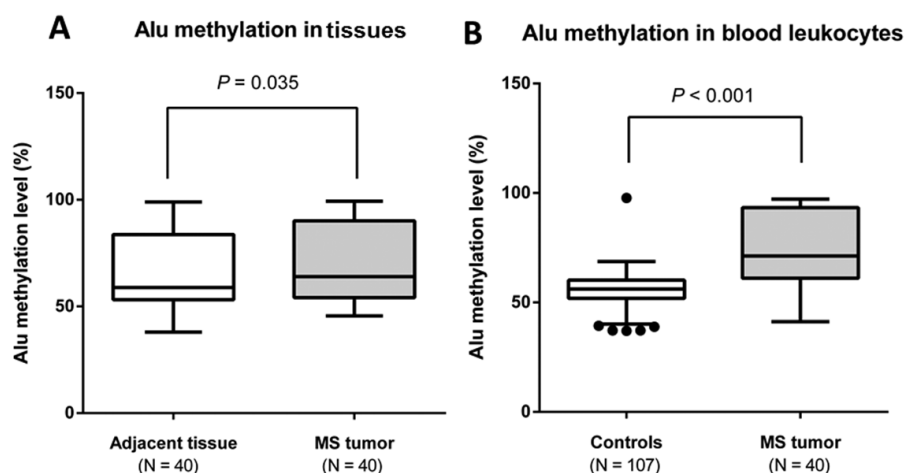 A
Alu methylation in tissues
P = 0.035
150
100
50
0
Alu methylation level (%)
Adjacent tissue
(N = 40)
MS tumor
(N = 40)
B
Alu methylation in blood leukocytes
P < 0.001
150
100
50
0
Alu methylation level (%)
Controls
(N = 107)
MS tumor
(N = 40)